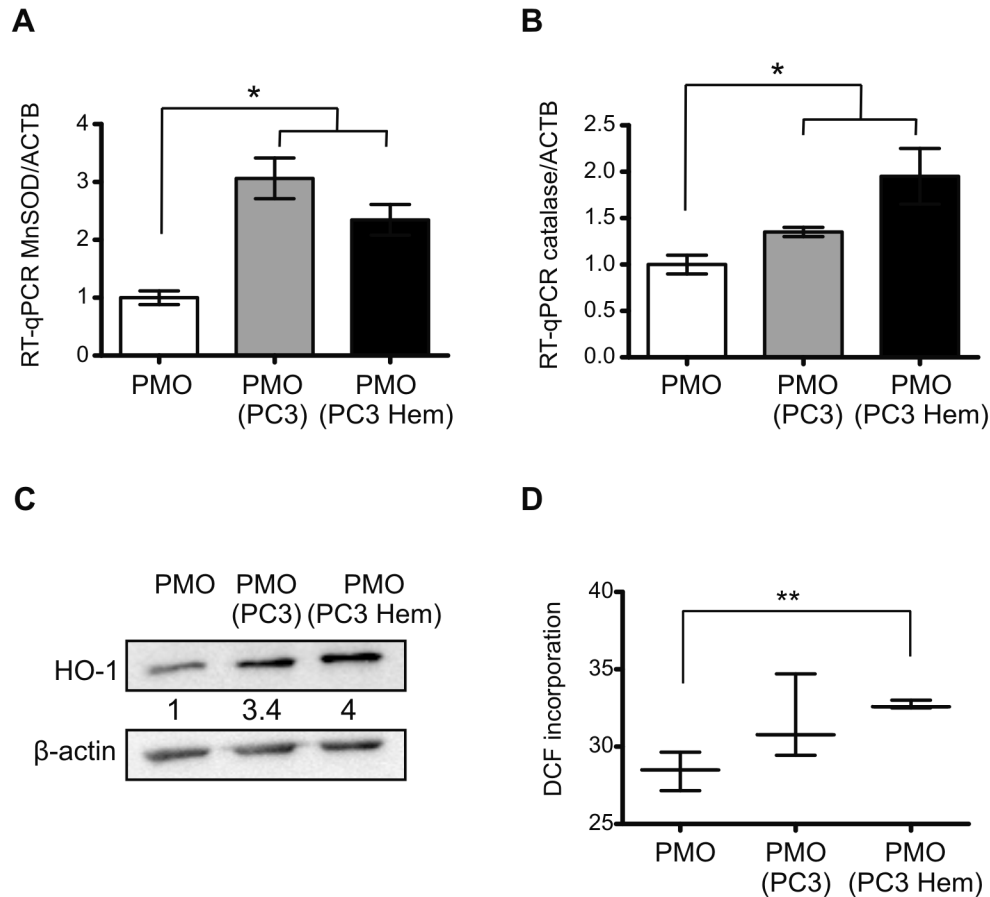 A
RT-qPCR MnSOD/ACTB
4
3
2
1
0
*
PMO
PMO
(PC3)
PMO
(PC3 Hem)
B
RT-qPCR catalase/ACTB
2.5
2.0
1.5
1.0
0.5
0.0
*
PMO
PMO
(PC3)
PMO
(PC3 Hem)
C
PMO
PMO
(PC3)
PMO
(PC3 Hem)
HO-1
1 3.4 4
β-actin
D
DCF incorporation
40
35
30
25
**
PMO
PMO
(PC3)
PMO
(PC3 Hem)